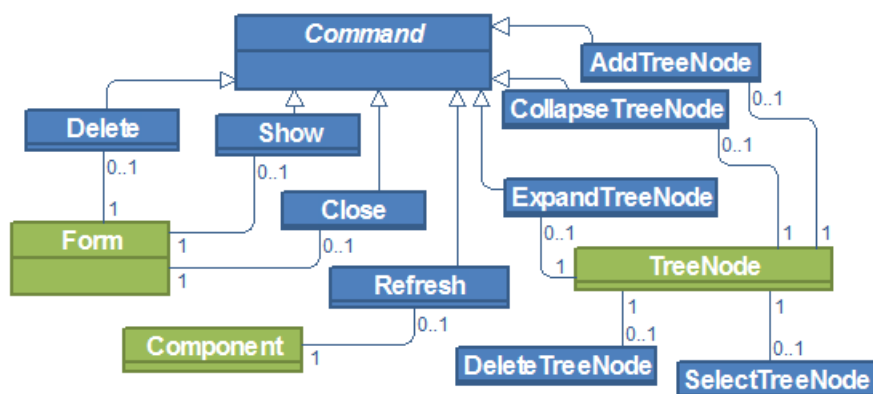 Command
AddTreeNode
0..1
CollapseTreeNode
0..1
Delete
0..1
1
Show
0..1
1
Close
0..1
1
Form
ExpandTreeNode
0..1
1
1
1
TreeNode
Refresh
0..1
1
Component
1
0..1
DeleteTreeNode
1
0..1
SelectTreeNode